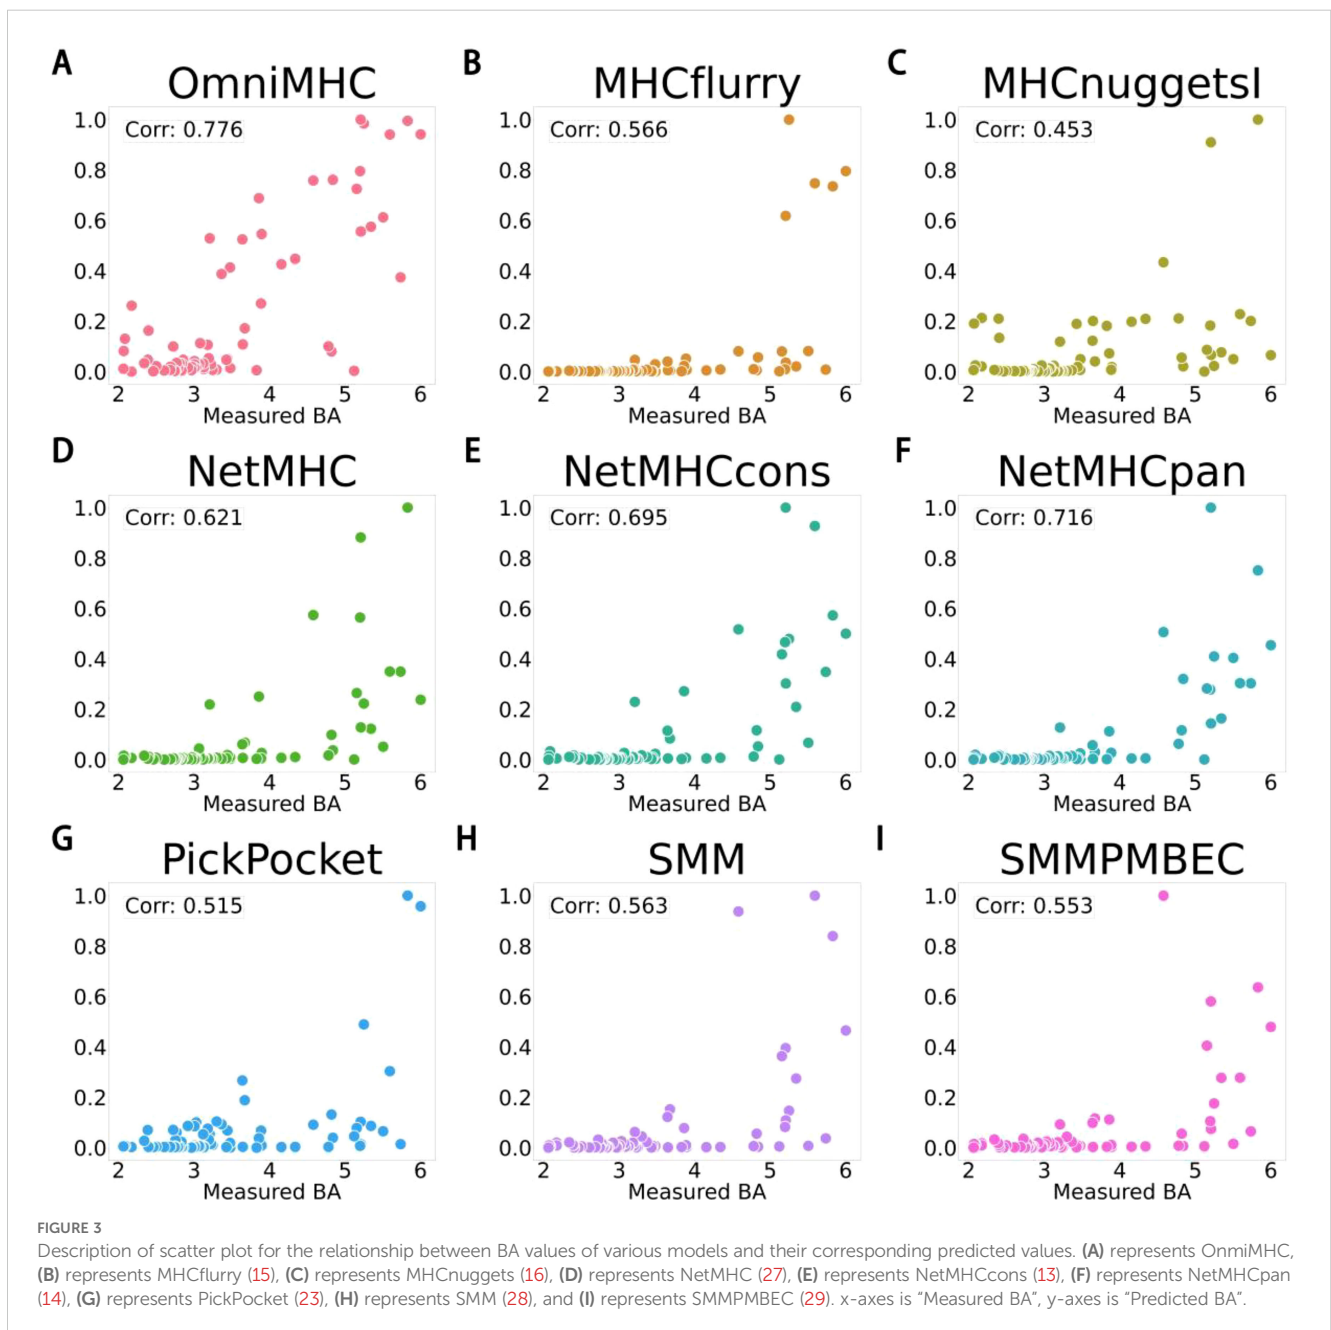 A
OmniMHC
Corr: 0.776
1.0
0.8
0.6
0.4
0.2
0.0
2 3 4 5 6
Measured BA
B
MHCflurry
Corr: 0.566
1.0
0.8
0.6
0.4
0.2
0.0
2 3 4 5 6
Measured BA
C
MHCnuggetsI
Corr: 0.453
1.0
0.8
0.6
0.4
0.2
0.0
2 3 4 5 6
Measured BA
D
NetMHC
Corr: 0.621
1.0
0.8
0.6
0.4
0.2
0.0
2 3 4 5 6
Measured BA
E
NetMHCcons
Corr: 0.695
1.0
0.8
0.6
0.4
0.2
0.0
2 3 4 5 6
Measured BA
F
NetMHCpan
Corr: 0.716
1.0
0.8
0.6
0.4
0.2
0.0
2 3 4 5 6
Measured BA
G
PickPocket
Corr: 0.515
1.0
0.8
0.6
0.4
0.2
0.0
2 3 4 5 6
Measured BA
H
SMM
Corr: 0.563
1.0
0.8
0.6
0.4
0.2
0.0
2 3 4 5 6
Measured BA
I
SMMPMBEC
Corr: 0.553
1.0
0.8
0.6
0.4
0.2
0.0
2 3 4 5 6
Measured BA
FIGURE 3
Description of scatter plot for the relationship between BA values of various models and their corresponding predicted values. (A) represents OnmiMHC,
(B) represents MHCflurry (15), (C) represents MHCnuggets (16), (D) represents NetMHC (27), (E) represents NetMHCcons (13), (F) represents NetMHCpan
(14), (G) represents PickPocket (23), (H) represents SMM (28), and (I) represents SMMPMBEC (29). x-axes is "Measured BA", y-axes is "Predicted BA".